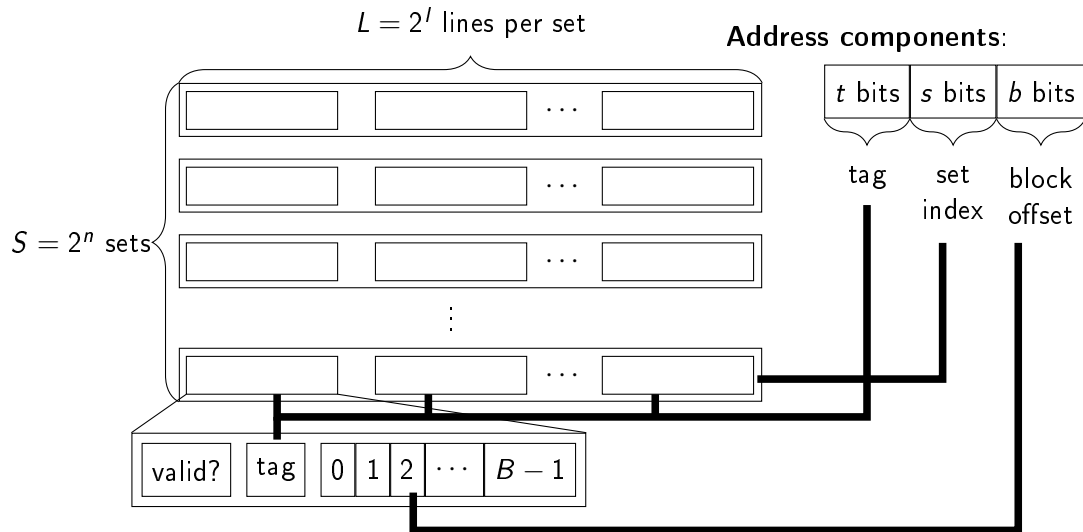 L = 2^l lines per set
Address components:
t bits s bits b bits
tag
set
index
block
offset
S = 2^n sets
···
···
···
⋮
···
valid? tag 0 1 2 ··· B − 1